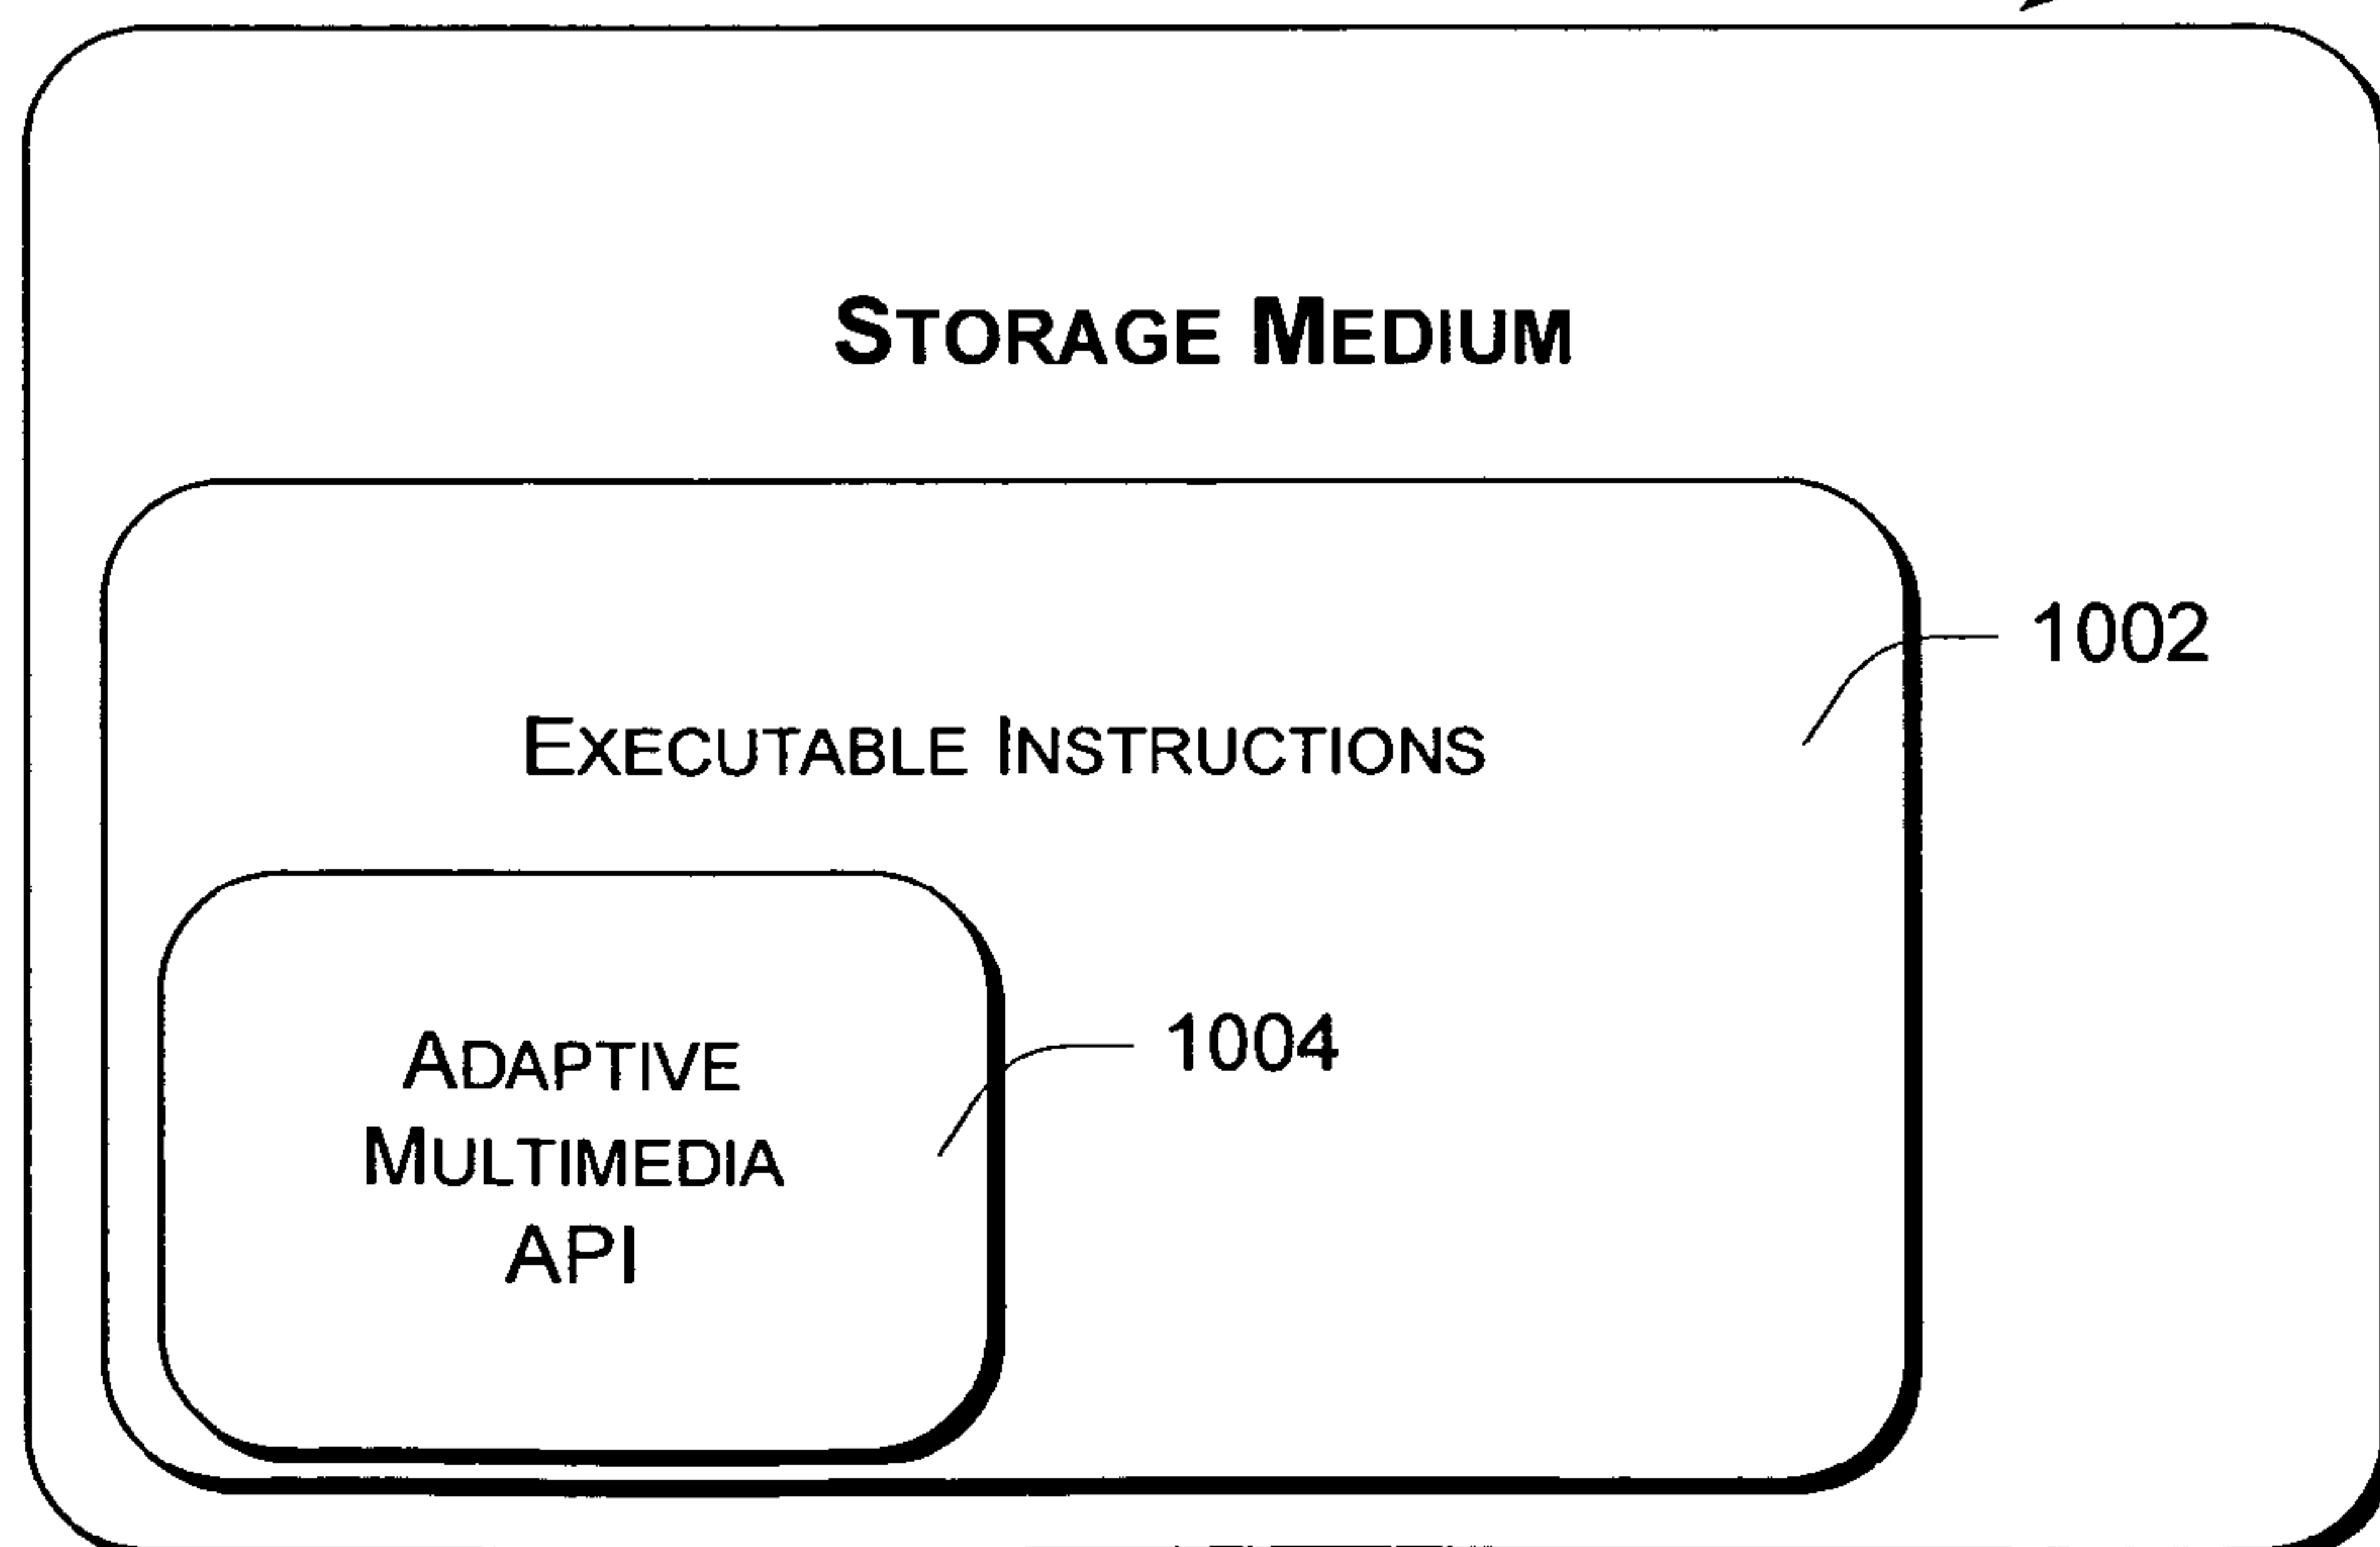 STORAGE MEDIUM
1002
EXECUTABLE INSTRUCTIONS
1004
ADAPTIVE
MULTIMEDIA
API